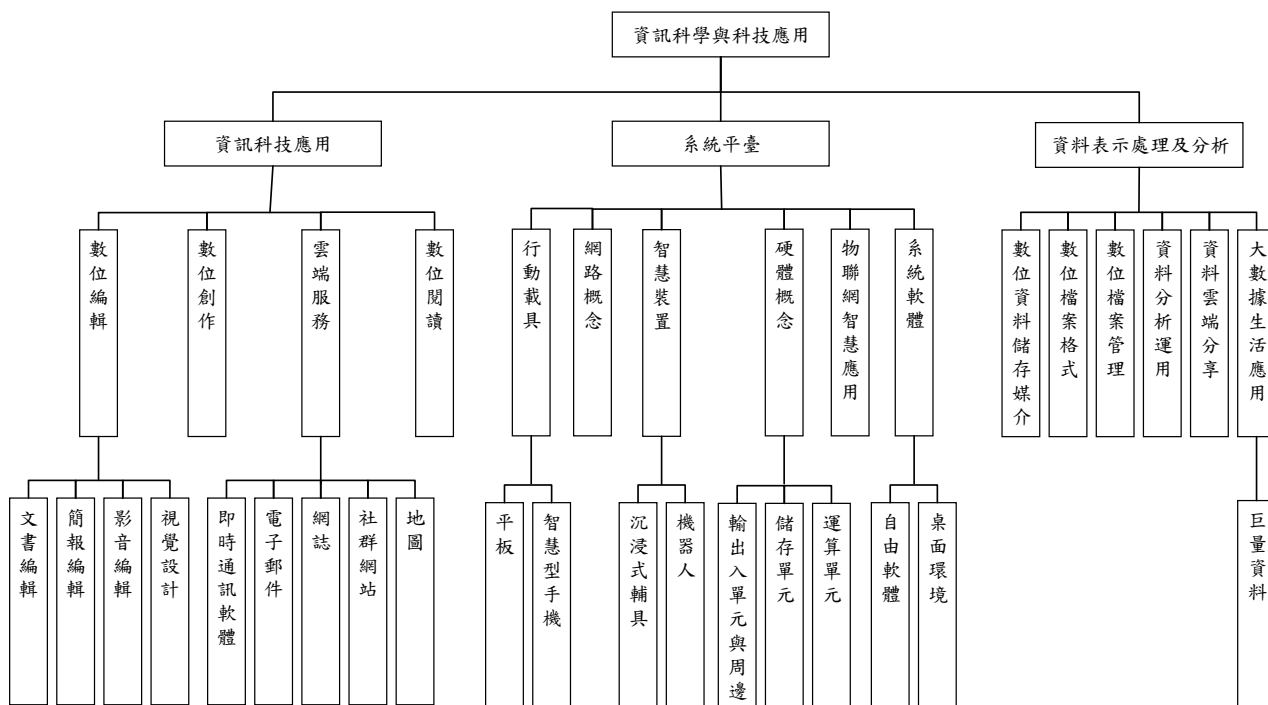 資訊科學與科技應用
資訊科技應用
系統平臺
資料表示處理及分析
數位編輯
數位創作
雲端服務
數位閱讀
行動載具
網路概念
智慧裝置
硬體概念
物聯網智慧應用
系統軟體
數位資料儲存媒介
數位檔案格式
數位檔案管理
資料分析運用
資料雲端分享
大數據生活應用
文書編輯
簡報編輯
影音編輯
視覺設計
即時通訊軟體
電子郵件
網誌
社群網站
地圖
平板
智慧型手機
沉浸式輔具
機器人
輸出入單元與周邊
儲存單元
運算單元
自由軟體
桌面環境
巨量資料